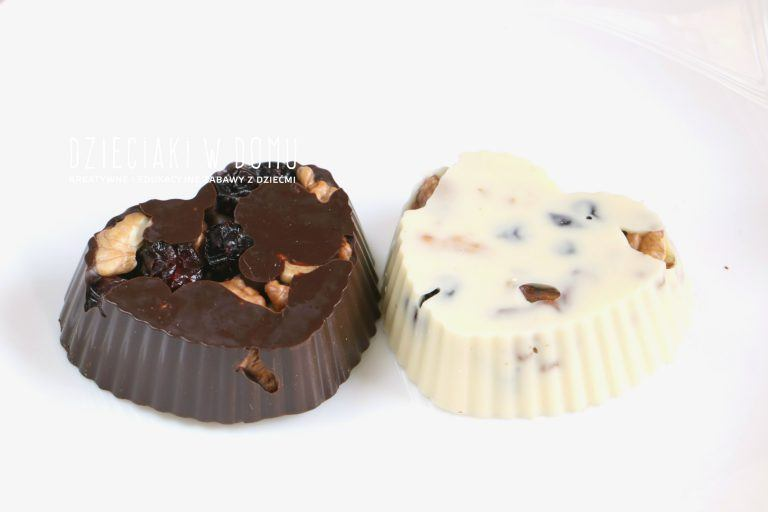 DZIECIAKI W DOMU
KREATYWNE I EDUKACYJNE ZABAWY Z DZIEĆMI